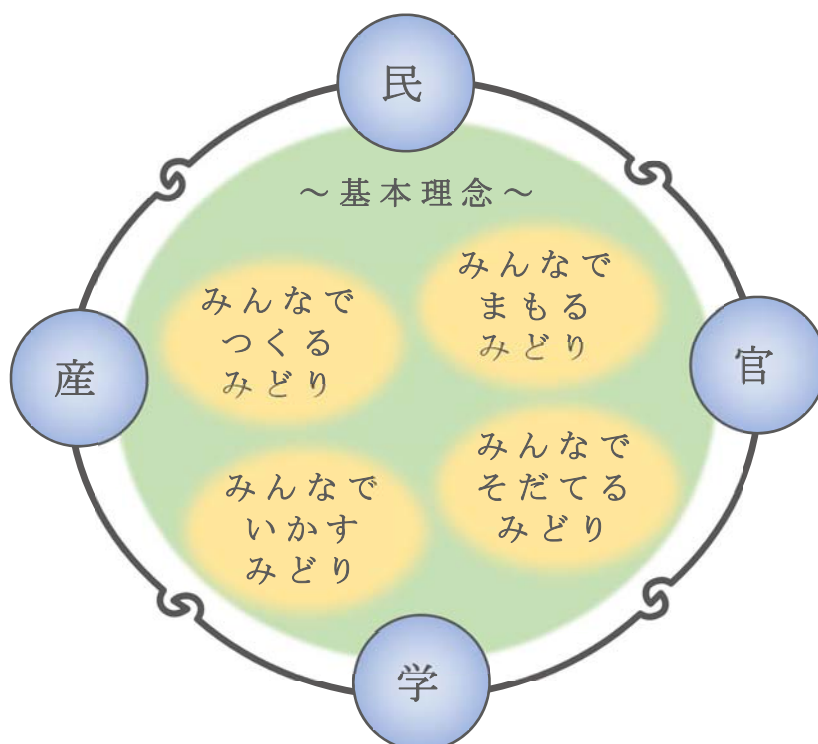 民
～基本理念～
みんなで
つくる
みどり
みんなで
まもる
みどり
産
官
みんなで
いかす
みどり
みんなで
そだてる
みどり
学